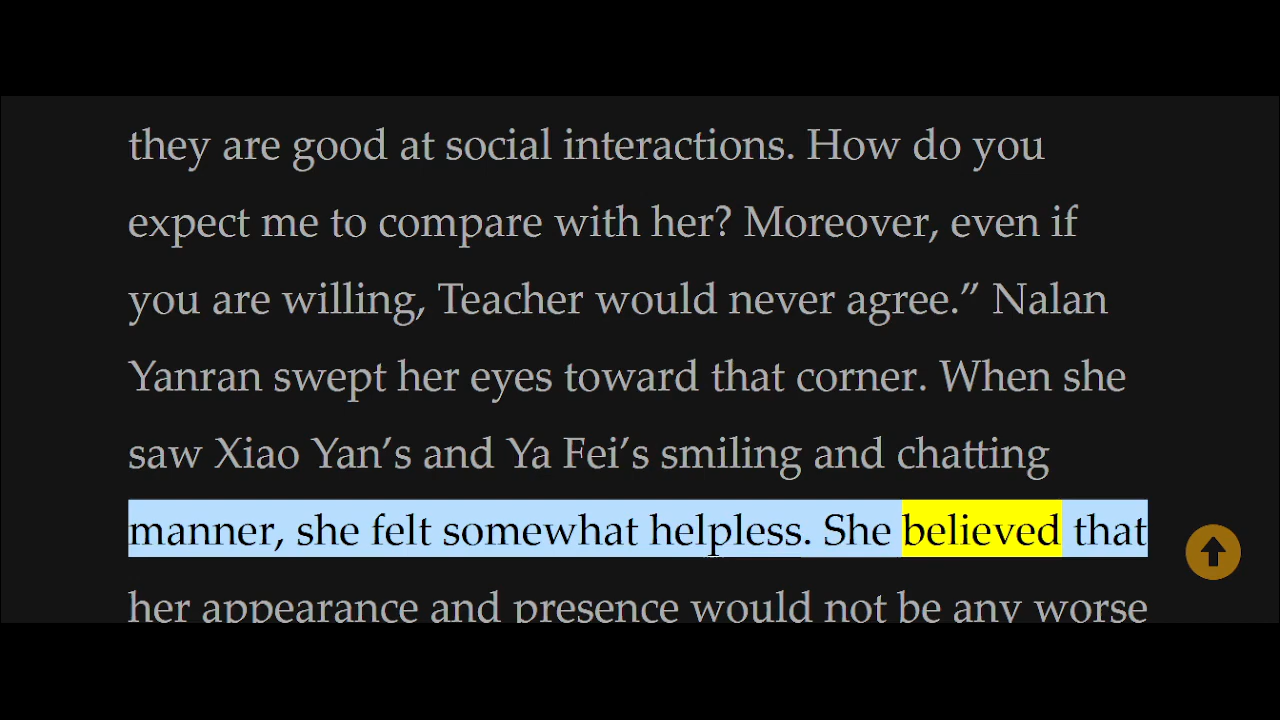 they are good at social interactions. How do you
expect me to compare with her? Moreover, even if
you are willing, Teacher would never agree.” Nalan
Yanran swept her eyes toward that corner. When she
saw Xiao Yan’s and Ya Fei’s smiling and chatting
manner, she felt somewhat helpless. She believed that
her appearance and presence would not be any worse